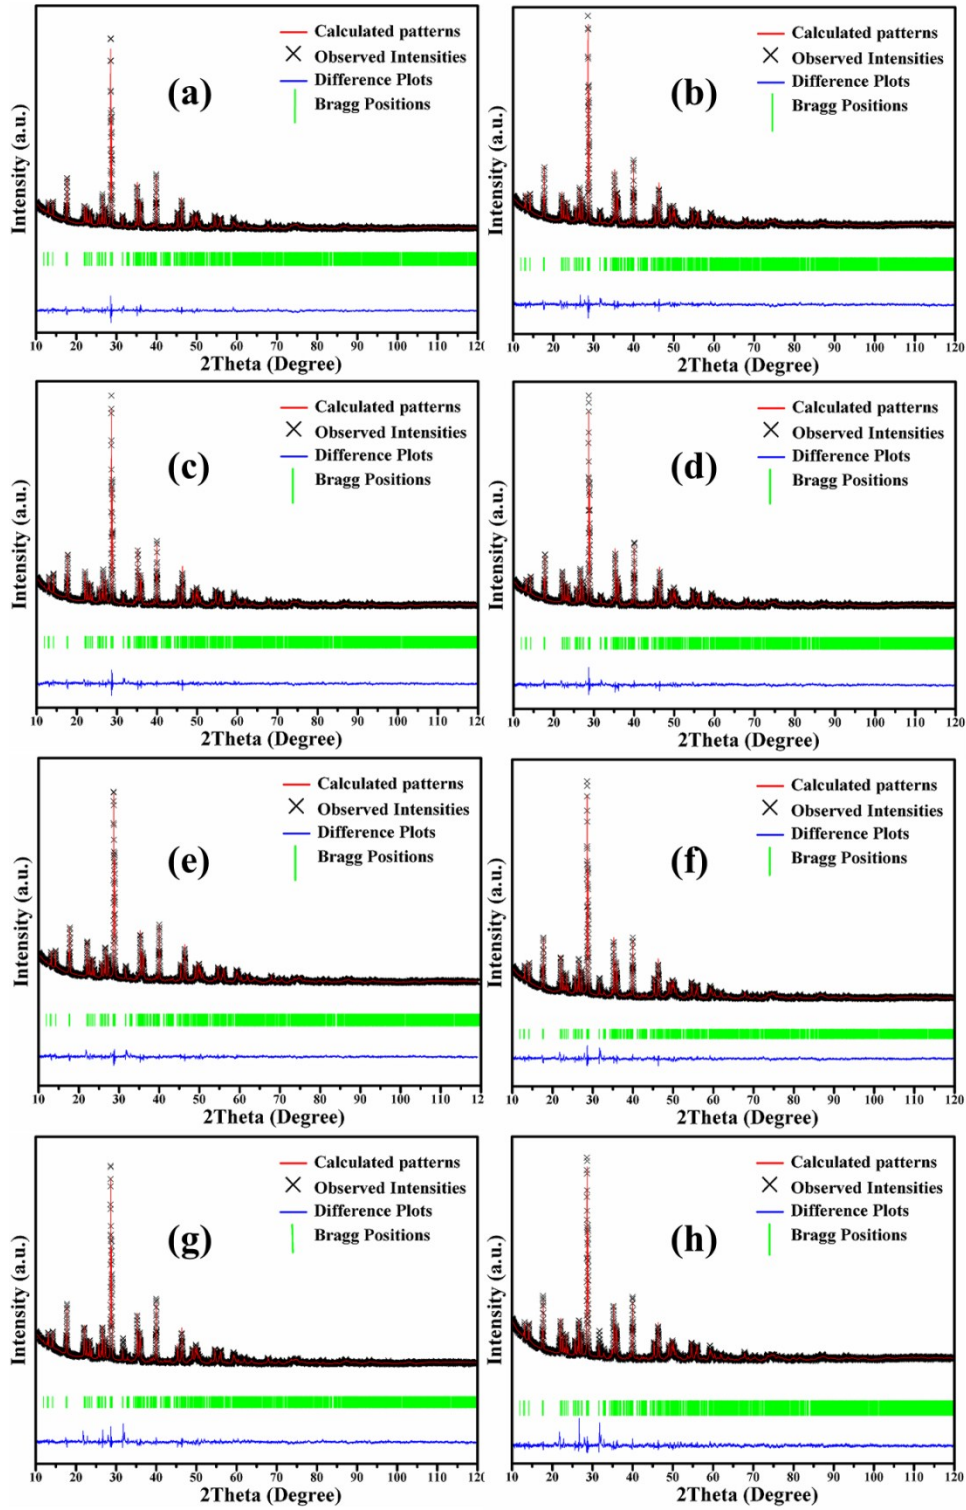 Calculated patterns
Observed Intensities
Difference Plots
Bragg Positions
(a)
Intensity (a.u.)
10 20 30 40 50 60 70 80 90 100 110 120
2Theta (Degree)
Calculated patterns
Observed Intensities
Difference Plots
Bragg Positions
(b)
Intensity (a.u.)
10 20 30 40 50 60 70 80 90 100 110 120
2Theta (Degree)
Calculated patterns
Observed Intensities
Difference Plots
Bragg Positions
(c)
Intensity (a.u.)
10 20 30 40 50 60 70 80 90 100 110 120
2Theta (Degree)
Calculated patterns
Observed Intensities
Difference Plots
Bragg Positions
(d)
Intensity (a.u.)
10 20 30 40 50 60 70 80 90 100 110 120
2Theta (Degree)
Calculated patterns
Observed Intensities
Difference Plots
Bragg Positions
(e)
Intensity (a.u.)
10 20 30 40 50 60 70 80 90 100 110 120
2Theta (Degree)
Calculated patterns
Observed Intensities
Difference Plots
Bragg Positions
(f)
Intensity (a.u.)
10 20 30 40 50 60 70 80 90 100 110 120
2Theta (Degree)
Calculated patterns
Observed Intensities
Difference Plots
Bragg Positions
(g)
Intensity (a.u.)
10 20 30 40 50 60 70 80 90 100 110 120
2Theta (Degree)
Calculated patterns
Observed Intensities
Difference Plots
Bragg Positions
(h)
Intensity (a.u.)
10 20 30 40 50 60 70 80 90 100 110 120
2Theta (Degree)